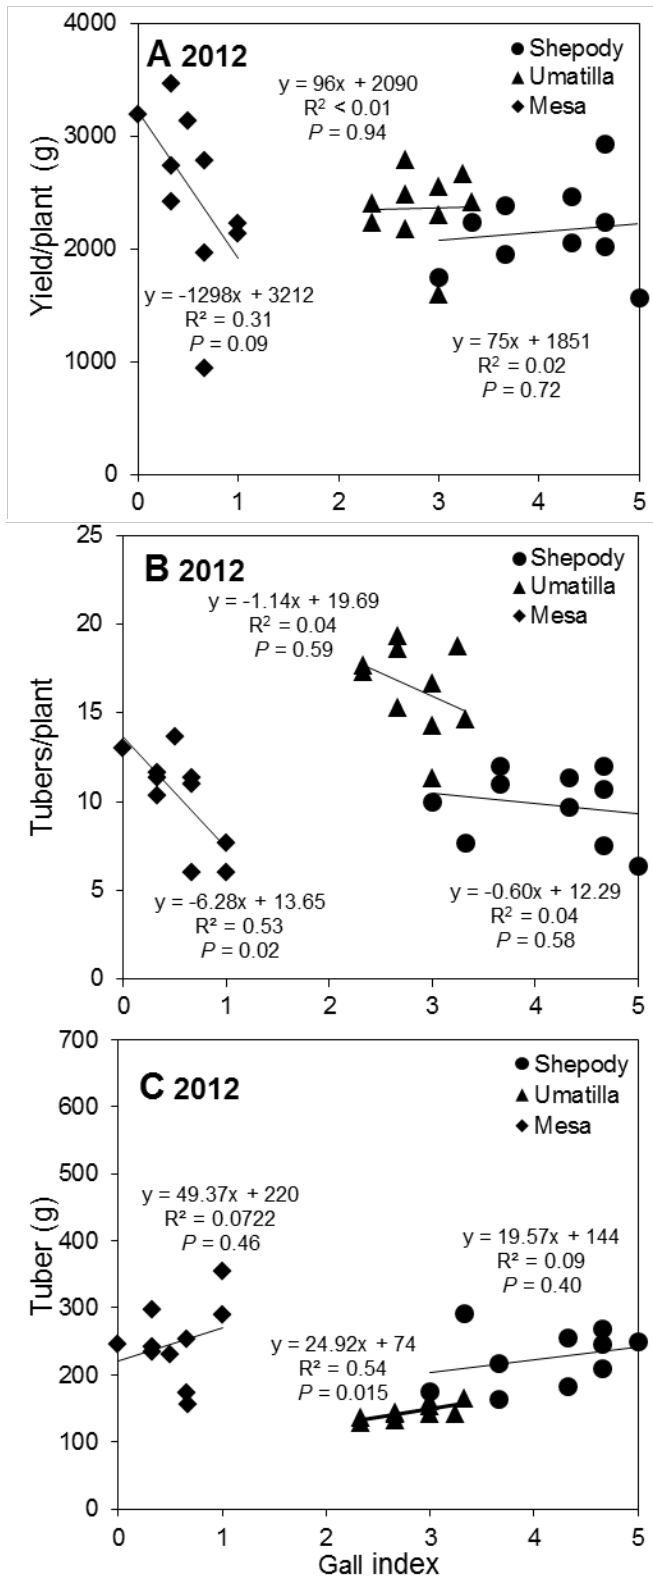 A 2012
Shepody
Umatilla
Mesa
y = 96x + 2090
R² < 0.01
P = 0.94
y = -1298x + 3212
R² = 0.31
P = 0.09
y = 75x + 1851
R² = 0.02
P = 0.72
Yield/plant (g)
4000
3000
2000
1000
0
0 1 2 3 4 5
B 2012
Shepody
Umatilla
Mesa
y = -1.14x + 19.69
R² = 0.04
P = 0.59
y = -6.28x + 13.65
R² = 0.53
P = 0.02
y = -0.60x + 12.29
R² = 0.04
P = 0.58
Tubers/plant
25
20
15
10
5
0
0 1 2 3 4 5
C 2012
Shepody
Umatilla
Mesa
y = 49.37x + 220
R² = 0.0722
P = 0.46
y = 19.57x + 144
R² = 0.09
P = 0.40
y = 24.92x + 74
R² = 0.54
P = 0.015
Tuber (g)
700
600
500
400
300
200
100
0
0 1 2 3 4 5
Gall index